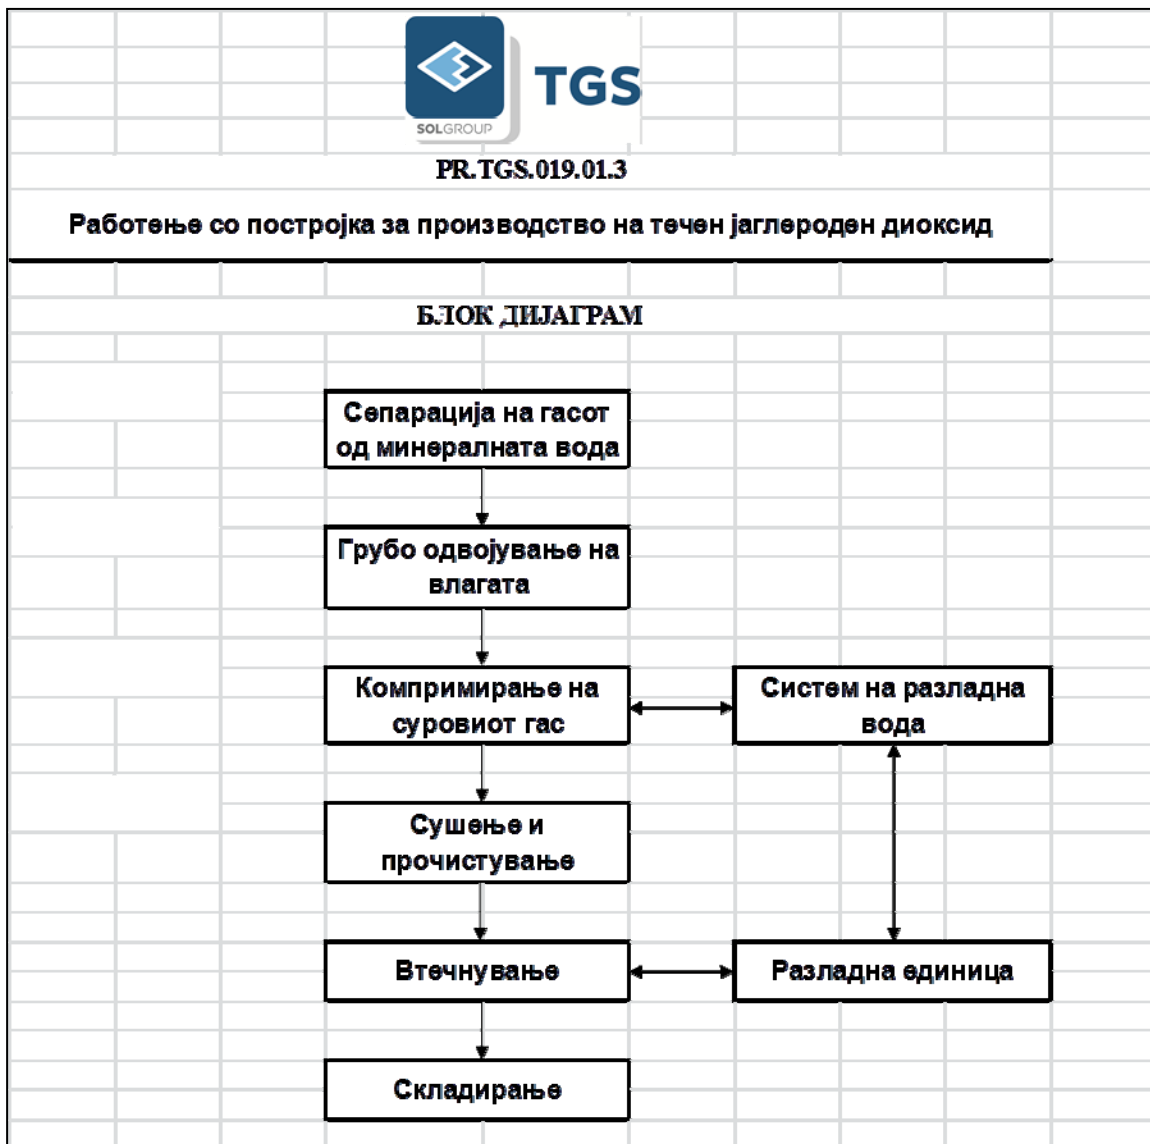 SOLGROUP
TGS
PR.TGS.019.01.3
Работење со постројка за производство на течен јаглероден диоксид
БЛОК ДИЈАГРАМ
Сепарација на гасот
од минералната вода
Грубо одвојување на
влагата
Компримирање на
суровиот гас
Систем на разладна
вода
Сушење и
прочистување
Втечнување
Разладна единица
Складирање